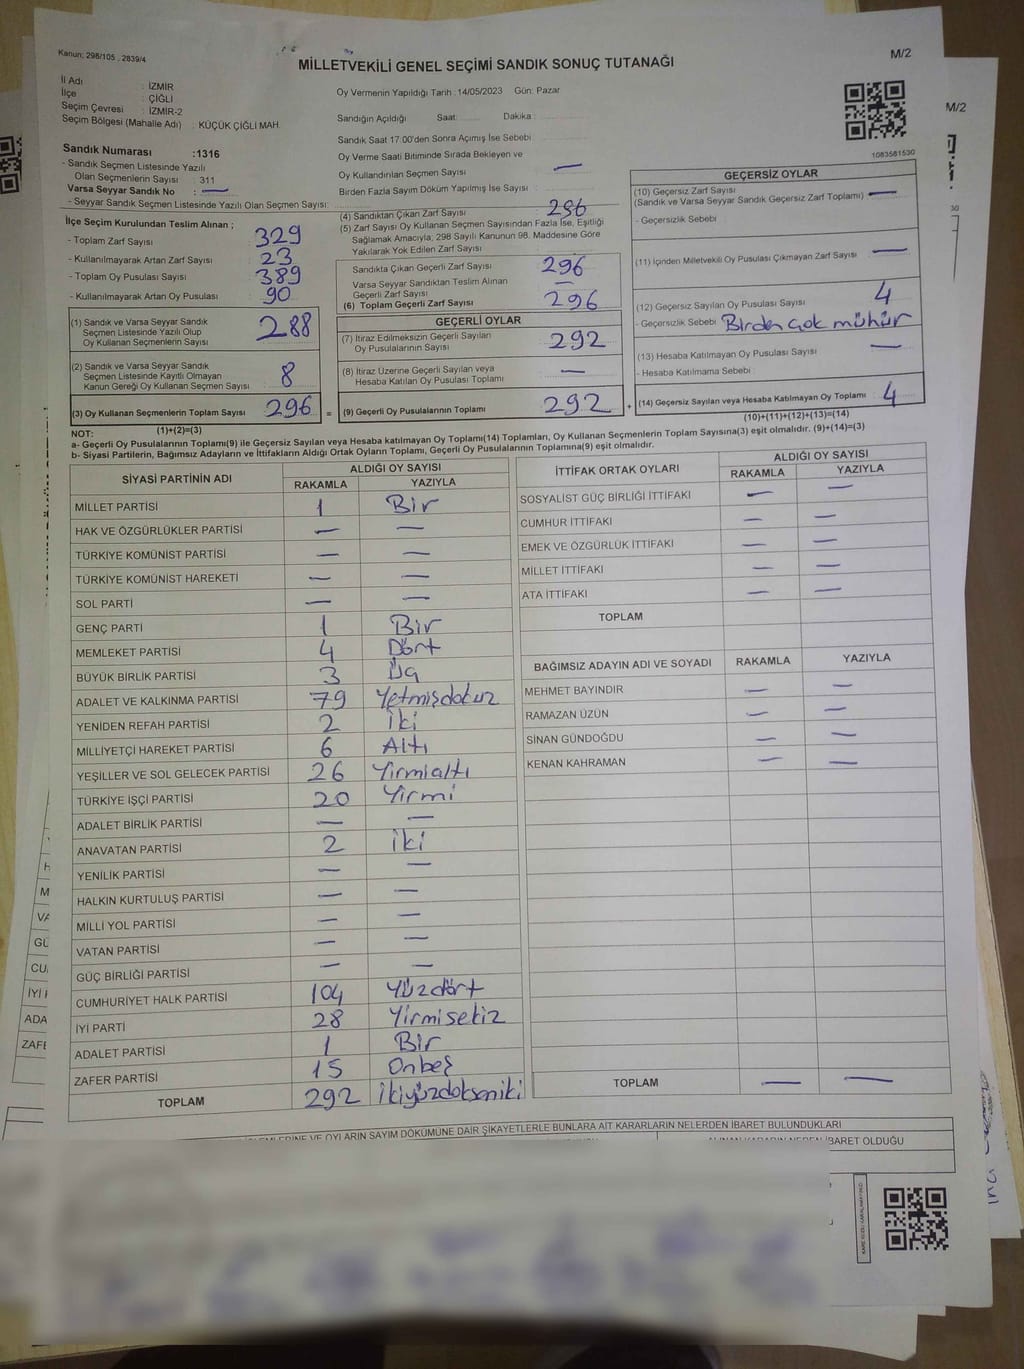 Kanun: 298/105 . 2839/4
M/2
MİLLETVEKİLİ GENEL SEÇİMİ SANDIK SONUÇ TUTANAĞI
İl Adı : İZMİR
İlçe : ÇİĞLİ
Seçim Çevresi : İZMİR-2
Seçim Bölgesi (Mahalle Adı) : KÜÇÜK ÇİĞLİ MAH.
Sandık Numarası :1316
- Sandık Seçmen Listesinde Yazılı
Olan Seçmenlerin Sayısı : 311
Varsa Seyyar Sandık No : —
- Seyyar Sandık Seçmen Listesinde Yazılı Olan Seçmen Sayısı:
Oy Vermenin Yapıldığı Tarih :14/05/2023 Gün: Pazar
Sandığın Açıldığı Saat: Dakika :
Sandık Saat 17:00'den Sonra Açımış İse Sebebi :
Oy Verme Saati Bitiminde Sırada Bekleyen ve
Oy Kullandırılan Seçmen Sayısı : —
Birden Fazla Sayım Döküm Yapılmış İse Sayısı :
1083581530
İlçe Seçim Kurulundan Teslim Alınan ;
- Toplam Zarf Sayısı : 329
- Kullanılmayarak Artan Zarf Sayısı : 23
- Toplam Oy Pusulası Sayısı : 389
- Kullanılmayarak Artan Oy Pusulası : 90
(1) Sandık ve Varsa Seyyar Sandık
Seçmen Listesinde Yazılı Olup
Oy Kullanan Seçmenlerin Sayısı : 288
(2) Sandık ve Varsa Seyyar Sandık
Seçmen Listesinde Kayıtlı Olmayan
Kanun Gereği Oy Kullanan Seçmen Sayısı : 8
(3) Oy Kullanan Seçmenlerin Toplam Sayısı : 296 =
(1)+(2)=(3)
(4) Sandıktan Çıkan Zarf Sayısı : 296
(5) Zarf Sayısı Oy Kullanan Seçmen Sayısından Fazla İse, Eşitliği
Sağlamak Amacıyla; 298 Sayılı Kanunun 98. Maddesine Göre
Yakılarak Yok Edilen Zarf Sayısı :
Sandıkta Çıkan Geçerli Zarf Sayısı : 296
Varsa Seyyar Sandıktan Teslim Alınan
Geçerli Zarf Sayısı : —
(6) Toplam Geçerli Zarf Sayısı : 296
GEÇERLİ OYLAR
(7) İtiraz Edilmeksizin Geçerli Sayılan
Oy Pusulalarının Sayısı : 292
(8) İtiraz Üzerine Geçerli Sayılan veya
Hesaba Katılan Oy Pusulası Toplamı : —
(9) Geçerli Oy Pusulalarının Toplamı : 292 +
GEÇERSİZ OYLAR
(10) Geçersiz Zarf Sayısı
(Sandık ve Varsa Seyyar Sandık Geçersiz Zarf Toplamı) : —
- Geçersizlik Sebebi :
(11) İçinden Milletvekili Oy Pusulası Çıkmayan Zarf Sayısı : —
(12) Geçersiz Sayılan Oy Pusulası Sayısı : 4
- Geçersizlik Sebebi : Birden çok mühür
(13) Hesaba Katılmayan Oy Pusulası Sayısı : —
- Hesaba Katılmama Sebebi :
(14) Geçersiz Sayılan veya Hesaba Katılmayan Oy Toplamı : 4
(10)+(11)+(12)+(13)=(14)
NOT:
a- Geçerli Oy Pusulalarının Toplamı(9) ile Geçersiz Sayılan veya Hesaba katılmayan Oy Toplamı(14) Toplamları, Oy Kullanan Seçmenlerin Toplam Sayısına(3) eşit olmalıdır. (9)+(14)=(3)
b- Siyasi Partilerin, Bağımsız Adayların ve İttifakların Aldığı Ortak Oyların Toplamı, Geçerli Oy Pusulalarının Toplamına(9) eşit olmalıdır.
SİYASİ PARTİNİN ADI ALDIĞI OY SAYISI
RAKAMLA YAZIYLA
MİLLET PARTİSİ 1 Bir
HAK VE ÖZGÜRLÜKLER PARTİSİ — —
TÜRKİYE KOMÜNİST PARTİSİ — —
TÜRKİYE KOMÜNİST HAREKETİ — —
SOL PARTİ — —
GENÇ PARTİ 1 Bir
MEMLEKET PARTİSİ 4 Dört
BÜYÜK BİRLİK PARTİSİ 3 Üç
ADALET VE KALKINMA PARTİSİ 79 Yetmişdokuz
YENİDEN REFAH PARTİSİ 2 İki
MİLLİYETÇİ HAREKET PARTİSİ 6 Altı
YEŞİLLER VE SOL GELECEK PARTİSİ 26 Yirmialtı
TÜRKİYE İŞÇİ PARTİSİ 20 Yirmi
ADALET BİRLİK PARTİSİ — —
ANAVATAN PARTİSİ 2 İki
YENİLİK PARTİSİ — —
HALKIN KURTULUŞ PARTİSİ — —
MİLLİ YOL PARTİSİ — —
VATAN PARTİSİ — —
GÜÇ BİRLİĞİ PARTİSİ — —
CUMHURİYET HALK PARTİSİ 104 Yüzdört
İYİ PARTİ 28 Yirmisekiz
ADALET PARTİSİ 1 Bir
ZAFER PARTİSİ 15 Onbeş
TOPLAM 292 İkiyüzdoksaniki
İTTİFAK ORTAK OYLARI ALDIĞI OY SAYISI
RAKAMLA YAZIYLA
SOSYALİST GÜÇ BİRLİĞİ İTTİFAKI — —
CUMHUR İTTİFAKI — —
EMEK VE ÖZGÜRLÜK İTTİFAKI — —
MİLLET İTTİFAKI — —
ATA İTTİFAKI — —
TOPLAM
BAĞIMSIZ ADAYIN ADI VE SOYADI RAKAMLA YAZIYLA
MEHMET BAYINDIR — —
RAMAZAN ÜZÜN — —
SİNAN GÜNDOĞDU — —
KENAN KAHRAMAN — —
TOPLAM — —
VE OYLARIN SAYIM DÖKÜMÜNE DAİR ŞİKAYETLERLE BUNLARA AİT KARARLARIN NELERDEN İBARET BULUNDUKLARI
İBARET OLDUĞU
M/2